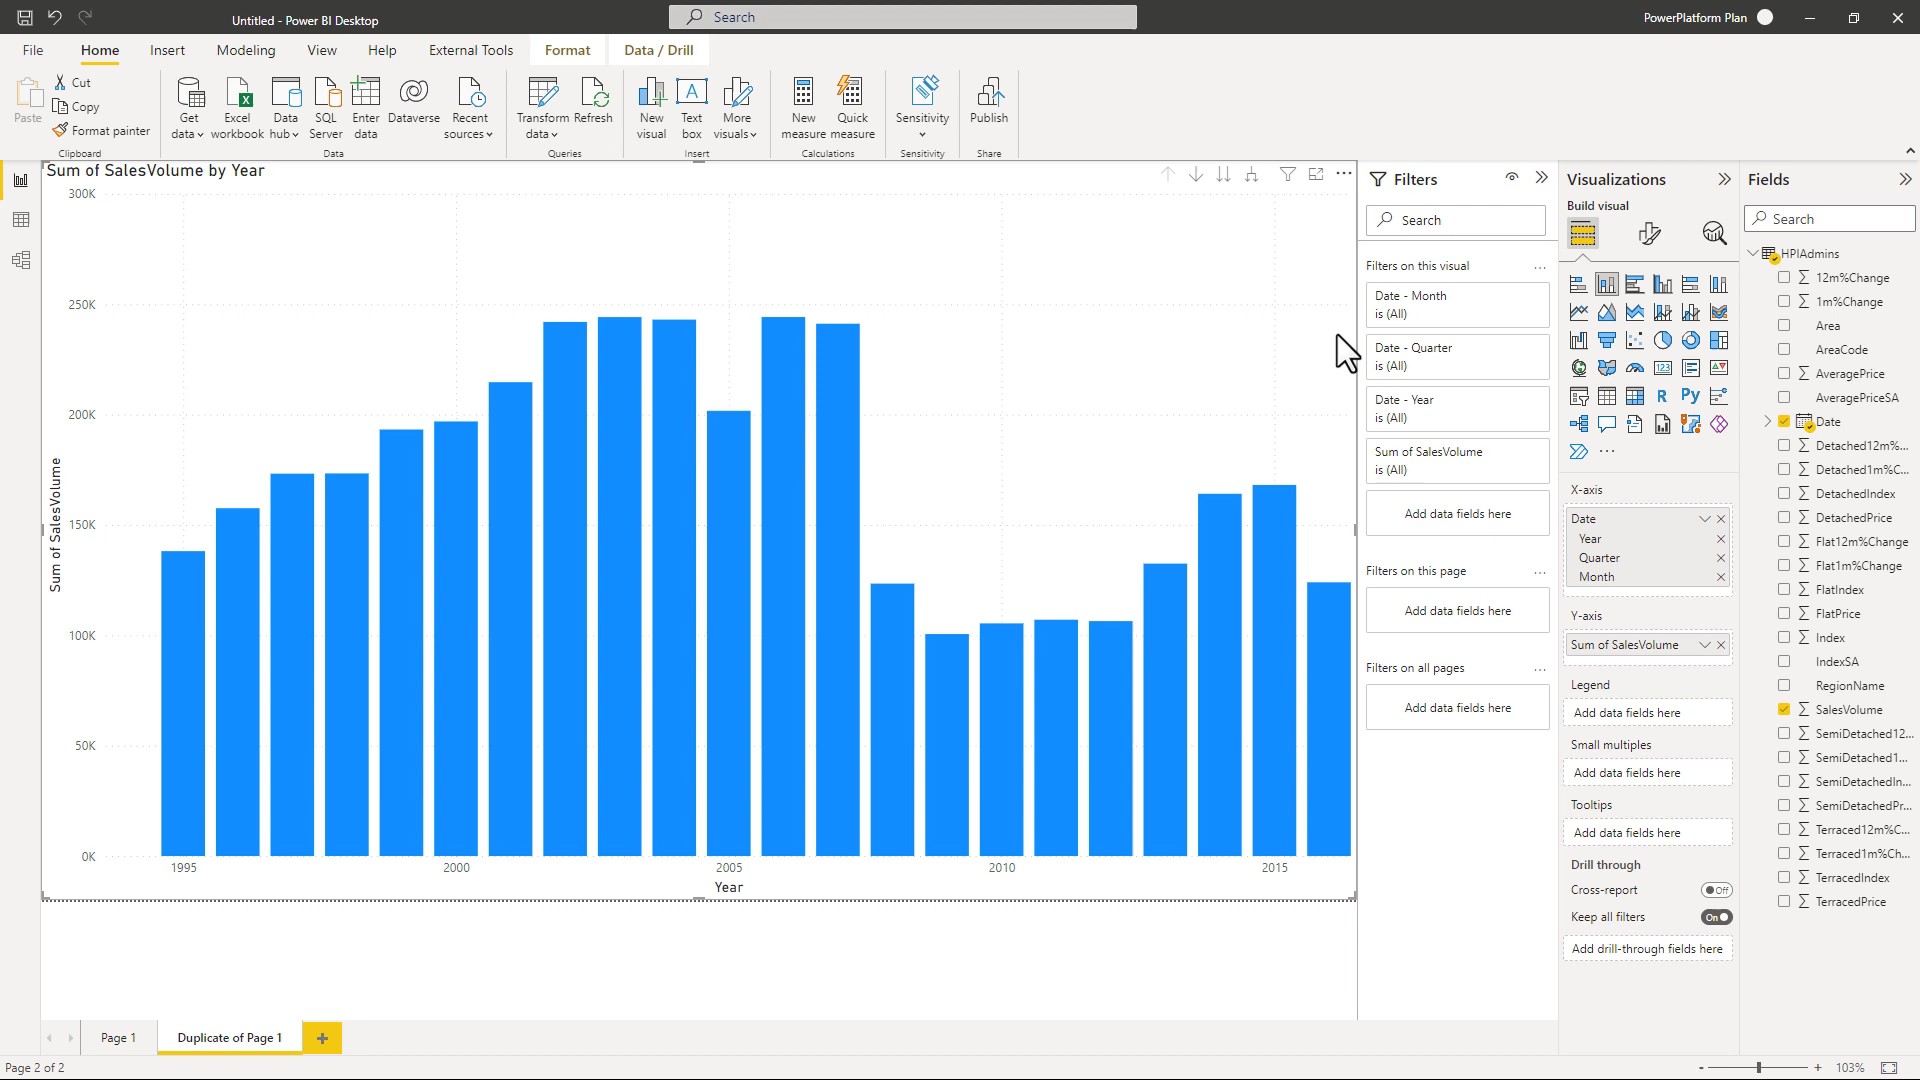 Untitled - Power BI Desktop
Search
PowerPlatform Plan
File
Home
Insert
Modeling
View
Help
External Tools
Format
Data / Drill
Paste
Cut
Copy
Format painter
Clipboard
Get data
Excel workbook
Data hub
SQL Server
Enter data
Dataverse
Recent sources
Data
Transform data
Refresh
Queries
New visual
Text box
More visuals
Insert
New measure
Quick measure
Calculations
Sensitivity
Sensitivity
Publish
Share
Sum of SalesVolume by Year
300K
250K
200K
150K
100K
50K
0K
Sum of SalesVolume
1995
2000
2005
2010
2015
Year
Filters
Search
Filters on this visual
Date - Month
is (All)
Date - Quarter
is (All)
Date - Year
is (All)
Sum of SalesVolume
is (All)
Add data fields here
Filters on this page
Add data fields here
Filters on all pages
Add data fields here
Visualizations
Build visual
123
R
Py
X-axis
Date
Year
Quarter
Month
Y-axis
Sum of SalesVolume
Legend
Add data fields here
Small multiples
Add data fields here
Tooltips
Add data fields here
Drill through
Cross-report
Off
Keep all filters
On
Add drill-through fields here
Fields
Search
HPIAdmins
12m%Change
1m%Change
Area
AreaCode
AveragePrice
AveragePriceSA
Date
Detached12m%...
Detached1m%C...
DetachedIndex
DetachedPrice
Flat12m%Change
Flat1m%Change
FlatIndex
FlatPrice
Index
IndexSA
RegionName
SalesVolume
SemiDetached12...
SemiDetached1...
SemiDetachedIn...
SemiDetachedPr...
Terraced12m%C...
Terraced1m%Ch...
TerracedIndex
TerracedPrice
Page 1
Duplicate of Page 1
Page 2 of 2
103%